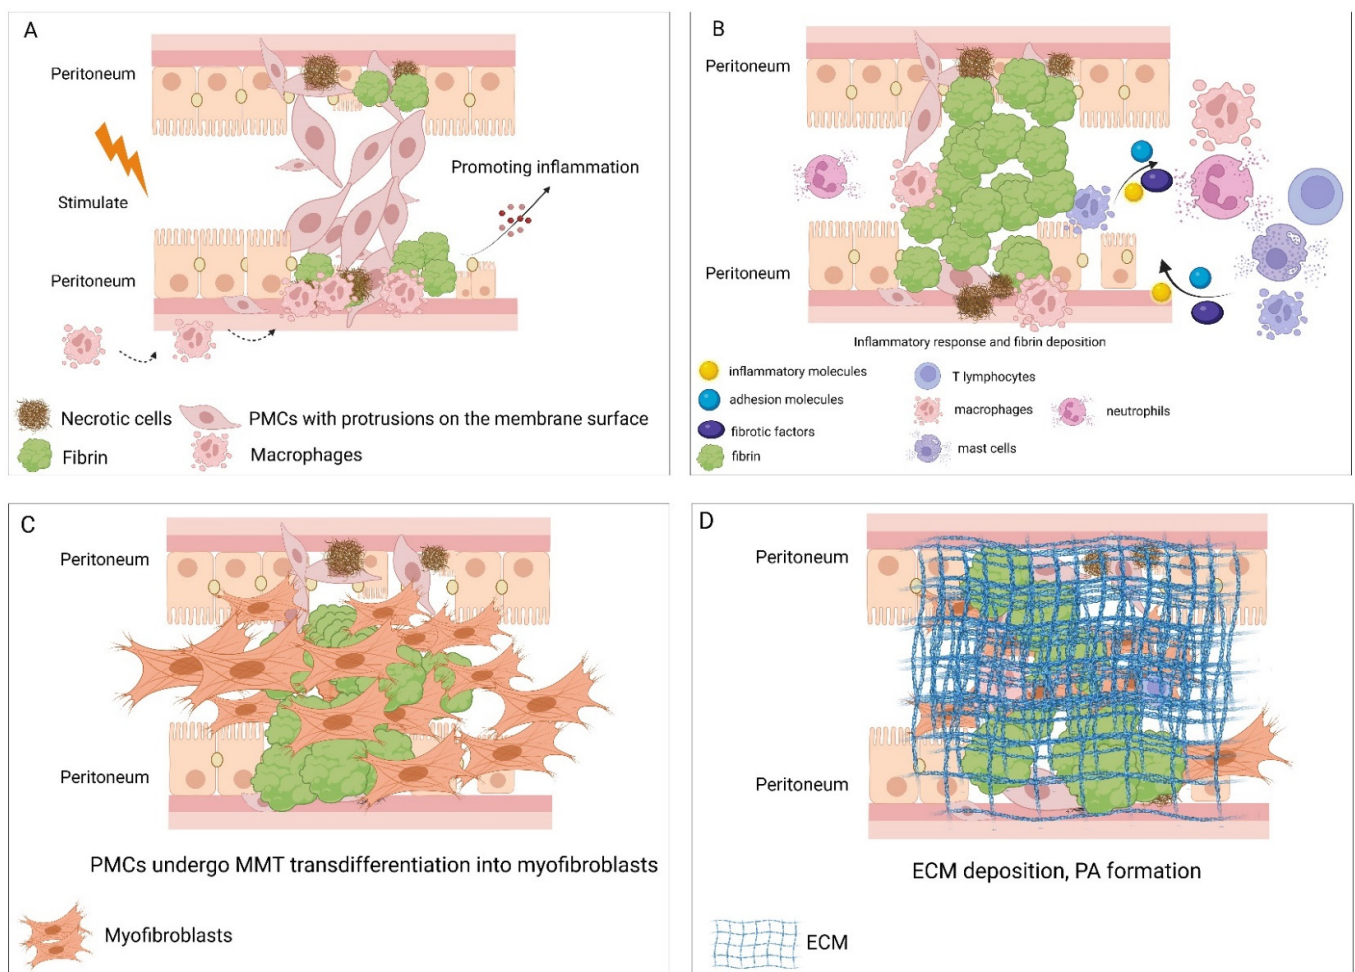 A
Peritoneum
Stimulate
Promoting inflammation
Peritoneum
Necrotic cells
PMCs with protrusions on the membrane surface
Fibrin
Macrophages
B
Peritoneum
Peritoneum
Inflammatory response and fibrin deposition
inflammatory molecules
T lymphocytes
adhesion molecules
macrophages
neutrophils
fibrotic factors
mast cells
fibrin
C
Peritoneum
Peritoneum
PMCs undergo MMT transdifferentiation into myofibroblasts
Myofibroblasts
D
Peritoneum
Peritoneum
ECM deposition, PA formation
ECM